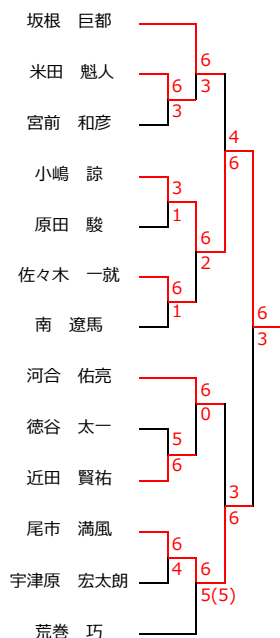 坂根　巨都
6
3
米田　魁人
6
3
宮前　和彦
4
6
小嶋　諒
3
1
原田　駿
6
2
佐々木　一就
6
1
南　遼馬
6
3
河合　佑亮
6
0
徳谷　太一
5
6
近田　賢祐
3
6
尾市　満風
6
4
宇津原　宏太朗
6
5(5)
荒巻　巧